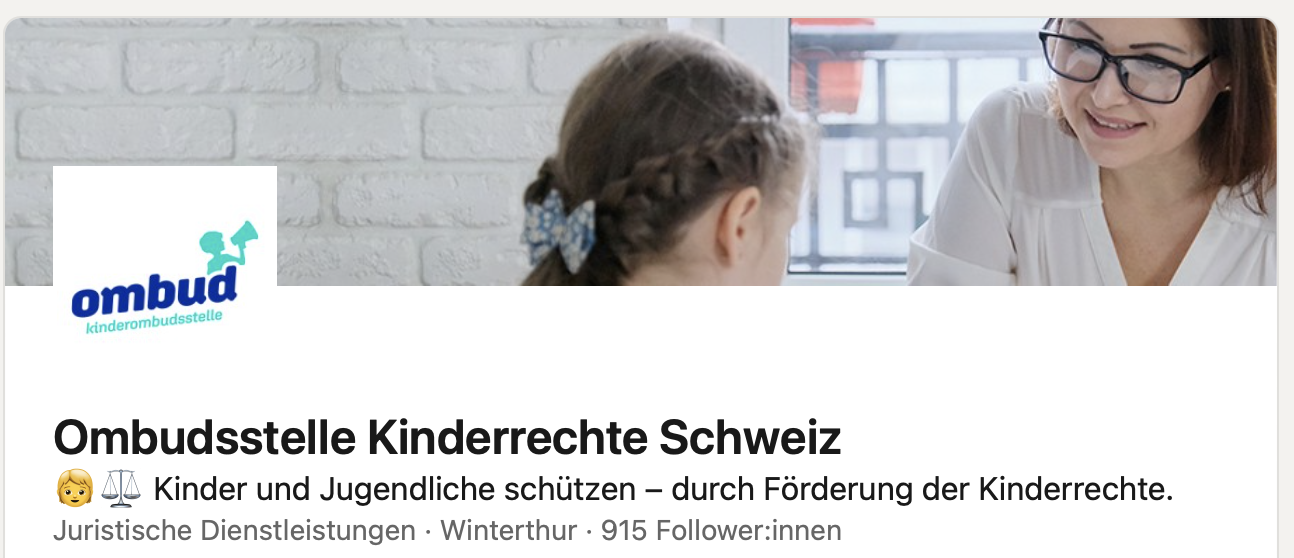 ombud
kinderombudsstelle
Ombudsstelle Kinderrechte Schweiz
🧒⚖️ Kinder und Jugendliche schützen – durch Förderung der Kinderrechte.
Juristische Dienstleistungen · Winterthur · 915 Follower:innen